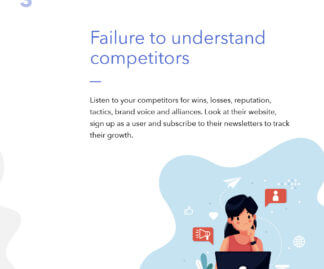 Failure to understand
competitors
Listen to your competitors for wins, losses, reputation,
tactics, brand voice and alliances. Look at their website,
sign up as a user and subscribe to their newsletters to track
their growth.